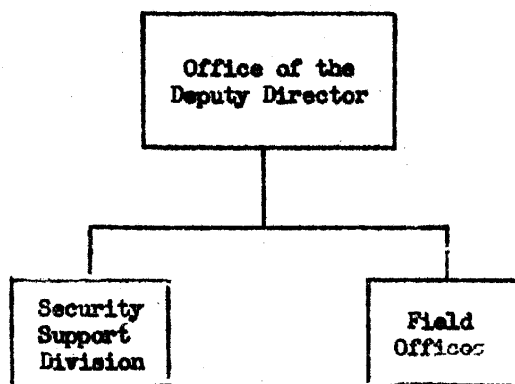 Office of the
Deputy Director
Security
Support
Division
Field
Offices